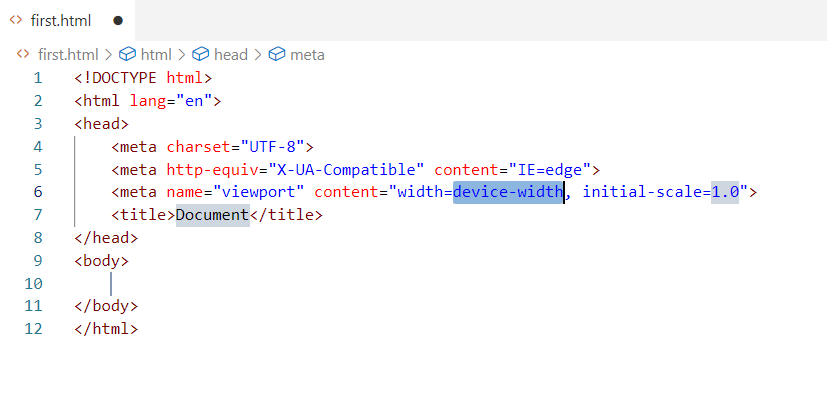 first.html
first.html > html > head > meta
1 <!DOCTYPE html>
2 <html lang="en">
3 <head>
4     <meta charset="UTF-8">
5     <meta http-equiv="X-UA-Compatible" content="IE=edge">
6     <meta name="viewport" content="width=device-width, initial-scale=1.0">
7     <title>Document</title>
8 </head>
9 <body>
10
11 </body>
12 </html>